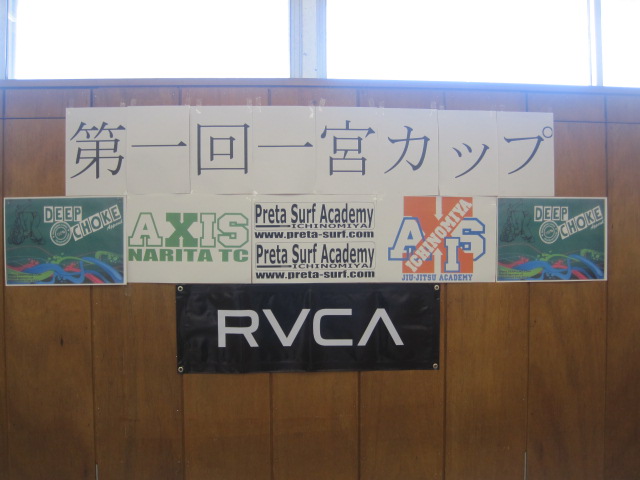 第一回一宮カップ
DEEP CHOKE
AXIS
NARITA TC
Preta Surf Academy
ICHINOMIYA
www.preta-surf.com
Preta Surf Academy
ICHINOMIYA
www.preta-surf.com
AXIS
ICHINOMIYA
JIU-JITSU ACADEMY
DEEP CHOKE
RVCA